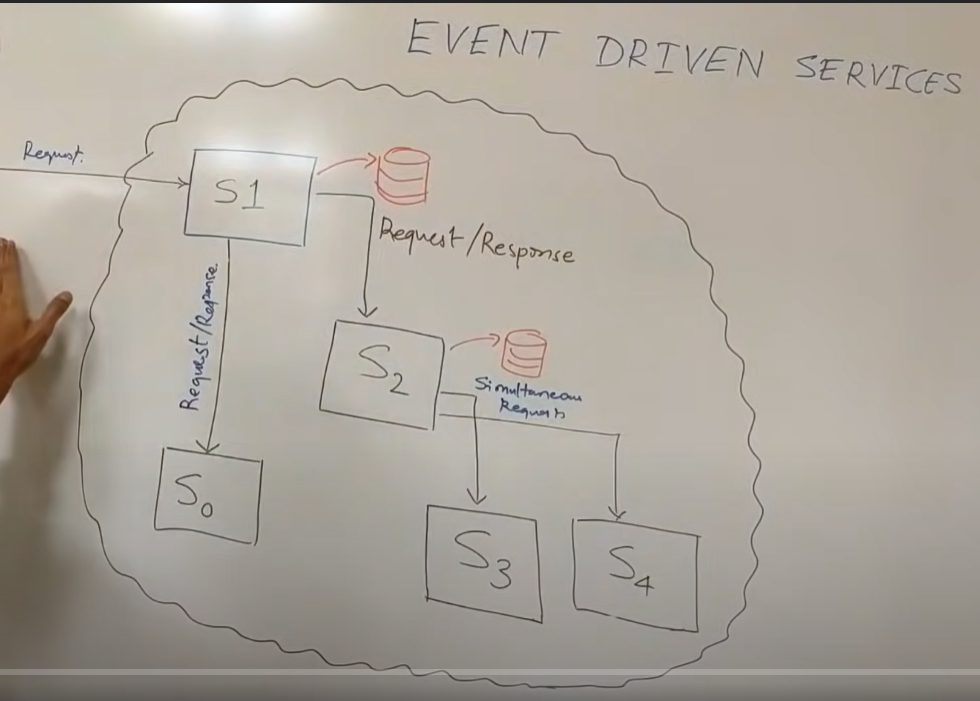 EVENT DRIVEN SERVICES
Request.
S1
Request/Response
Request/Response
S2
Simultaneous
Requests
S0
S3
S4